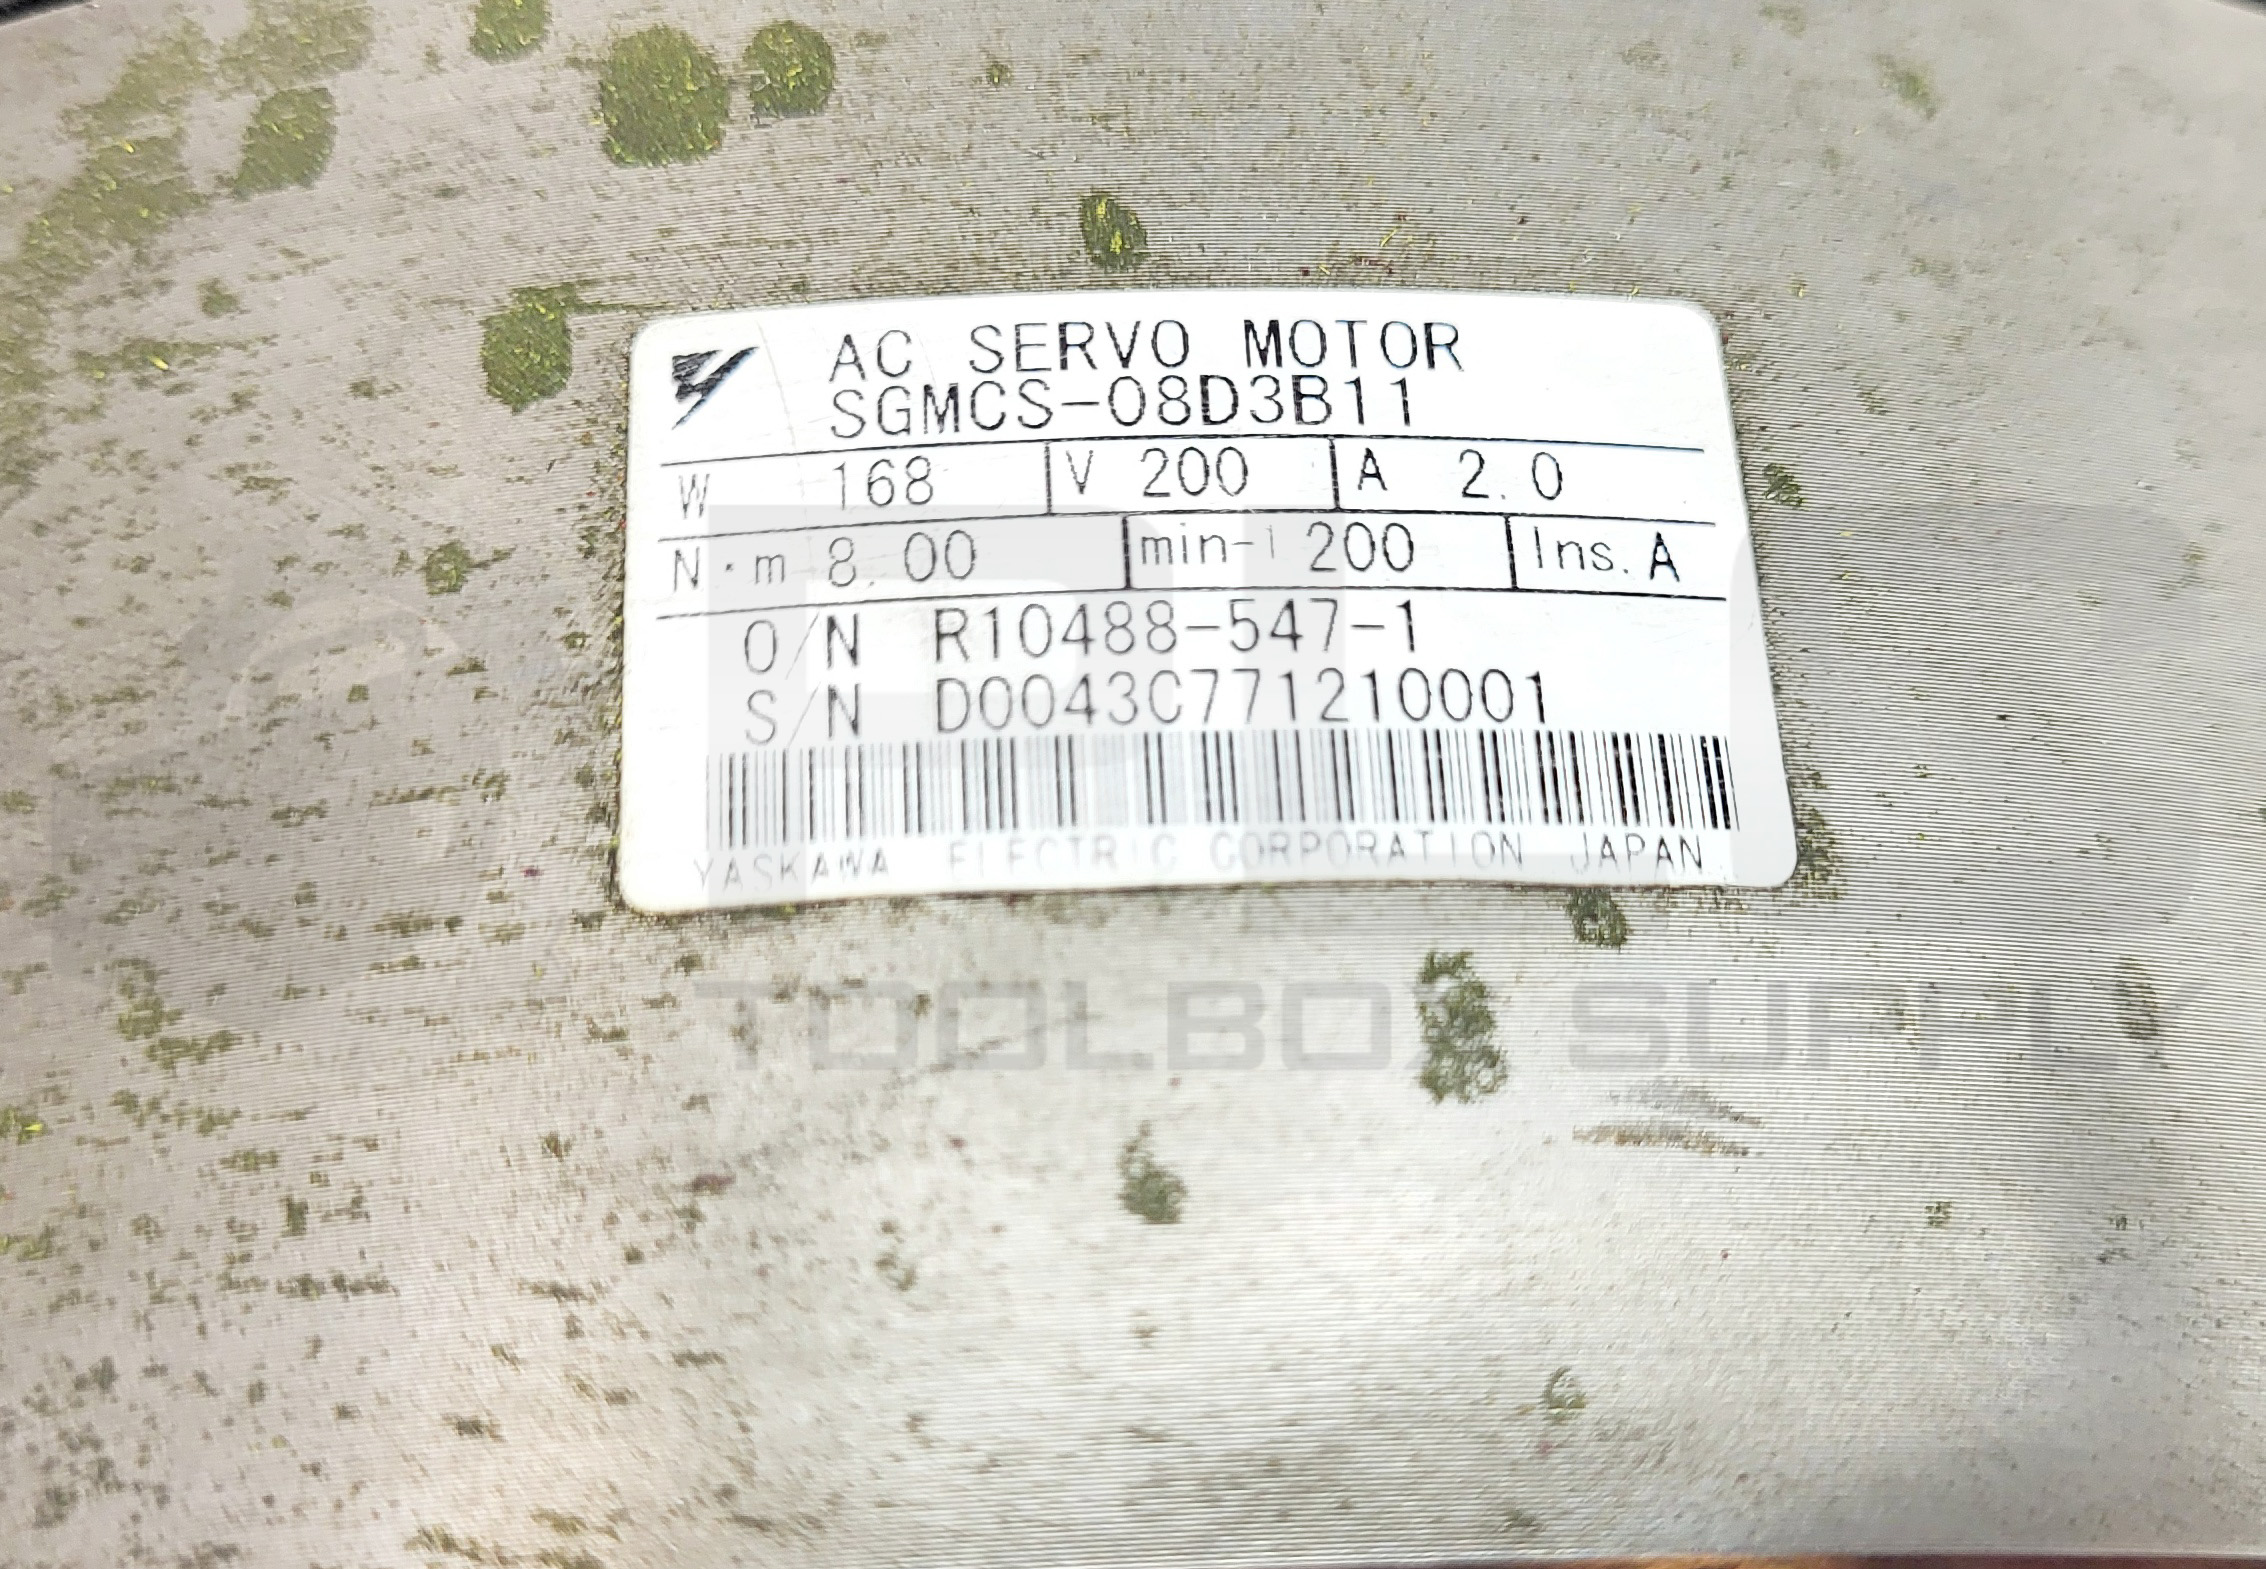 AC SERVO MOTOR
SGMCS-08D3B11
W 168 V 200 A 2.0
N·m 8.00 min-1 200 Ins. A
O/N R10488-547-1
S/N D0043C771210001
YASKAWA ELECTRIC CORPORATION JAPAN
TOOLBOX SUPPLY